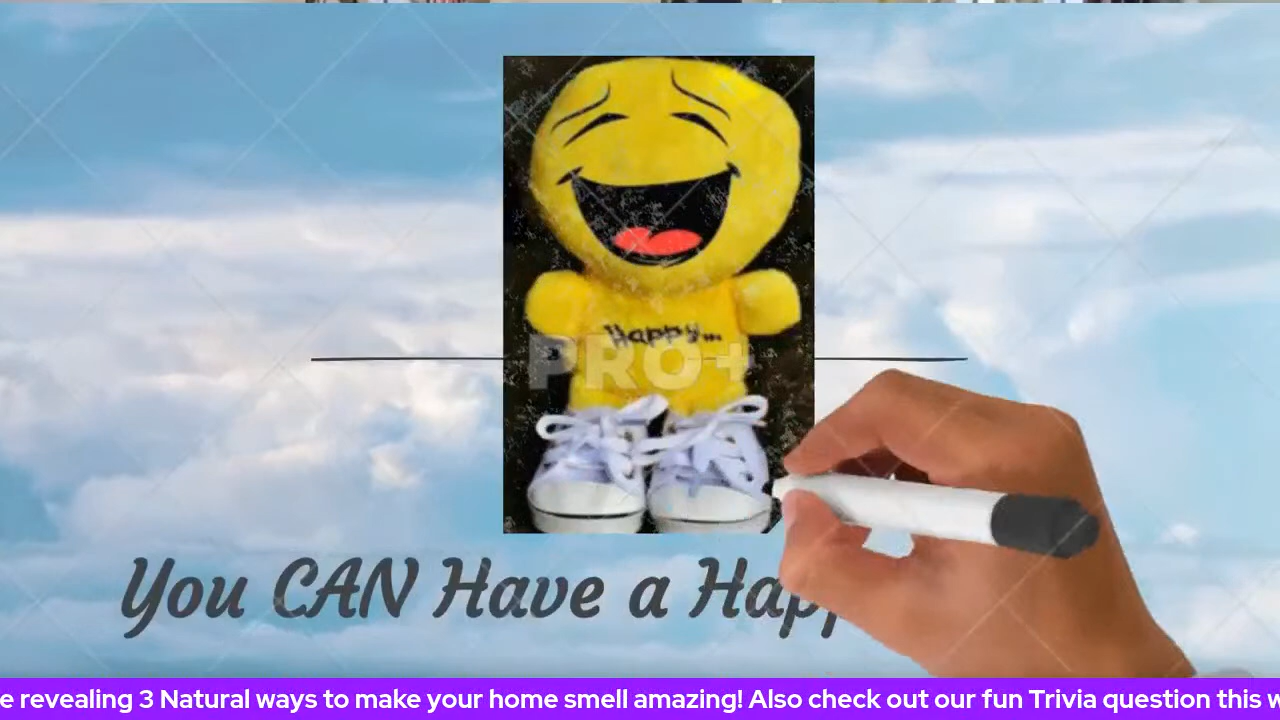 Happy...
PRO+
You CAN Have a
e revealing 3 Natural ways to make your home smell amazing! Also check out our fun Trivia question this w